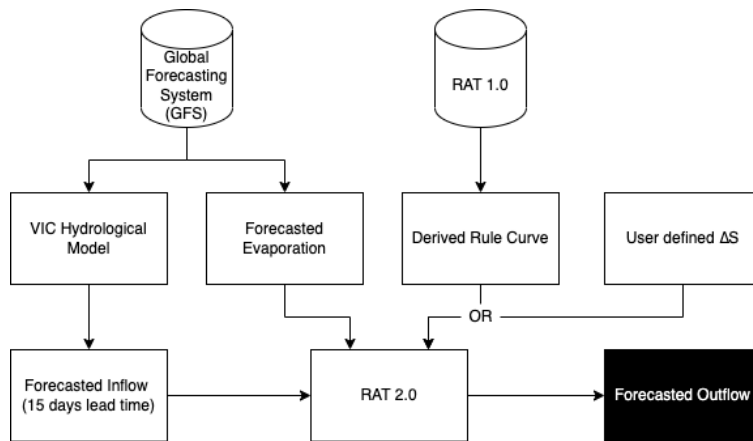 Global
Forecasting
System
(GFS)
RAT 1.0
VIC Hydrological
Model
Forecasted
Evaporation
Derived Rule Curve
User defined ΔS
OR
Forecasted Inflow
(15 days lead time)
RAT 2.0
Forecasted Outflow